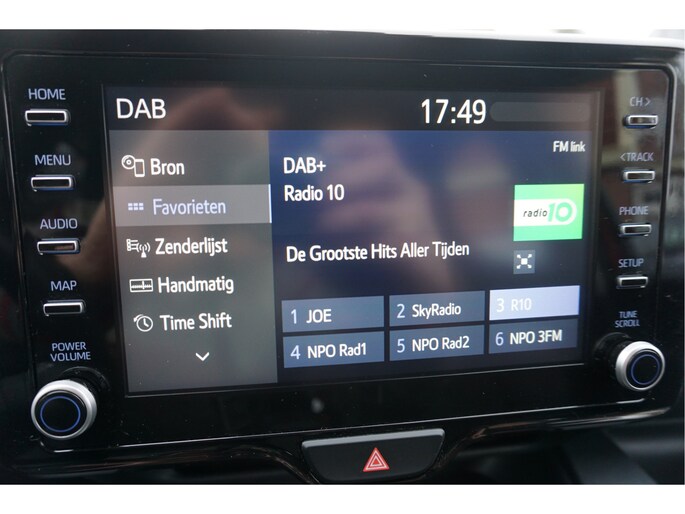 HOME
MENU
AUDIO
MAP
POWER
VOLUME
DAB
17:49
Bron
Favorieten
Zenderlijst
Handmatig
Time Shift
FM link
DAB+
Radio 10
radio10
De Grootste Hits Aller Tijden
1 JOE
2 SkyRadio
3 R10
4 NPO Rad1
5 NPO Rad2
6 NPO 3FM
CH >
< TRACK
PHONE
SETUP
TUNE
SCROLL